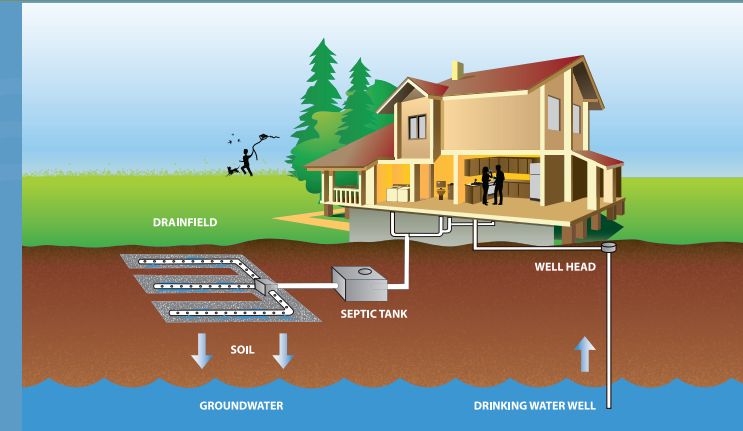 DRAINFIELD
WELL HEAD
SEPTIC TANK
SOIL
GROUNDWATER
DRINKING WATER WELL